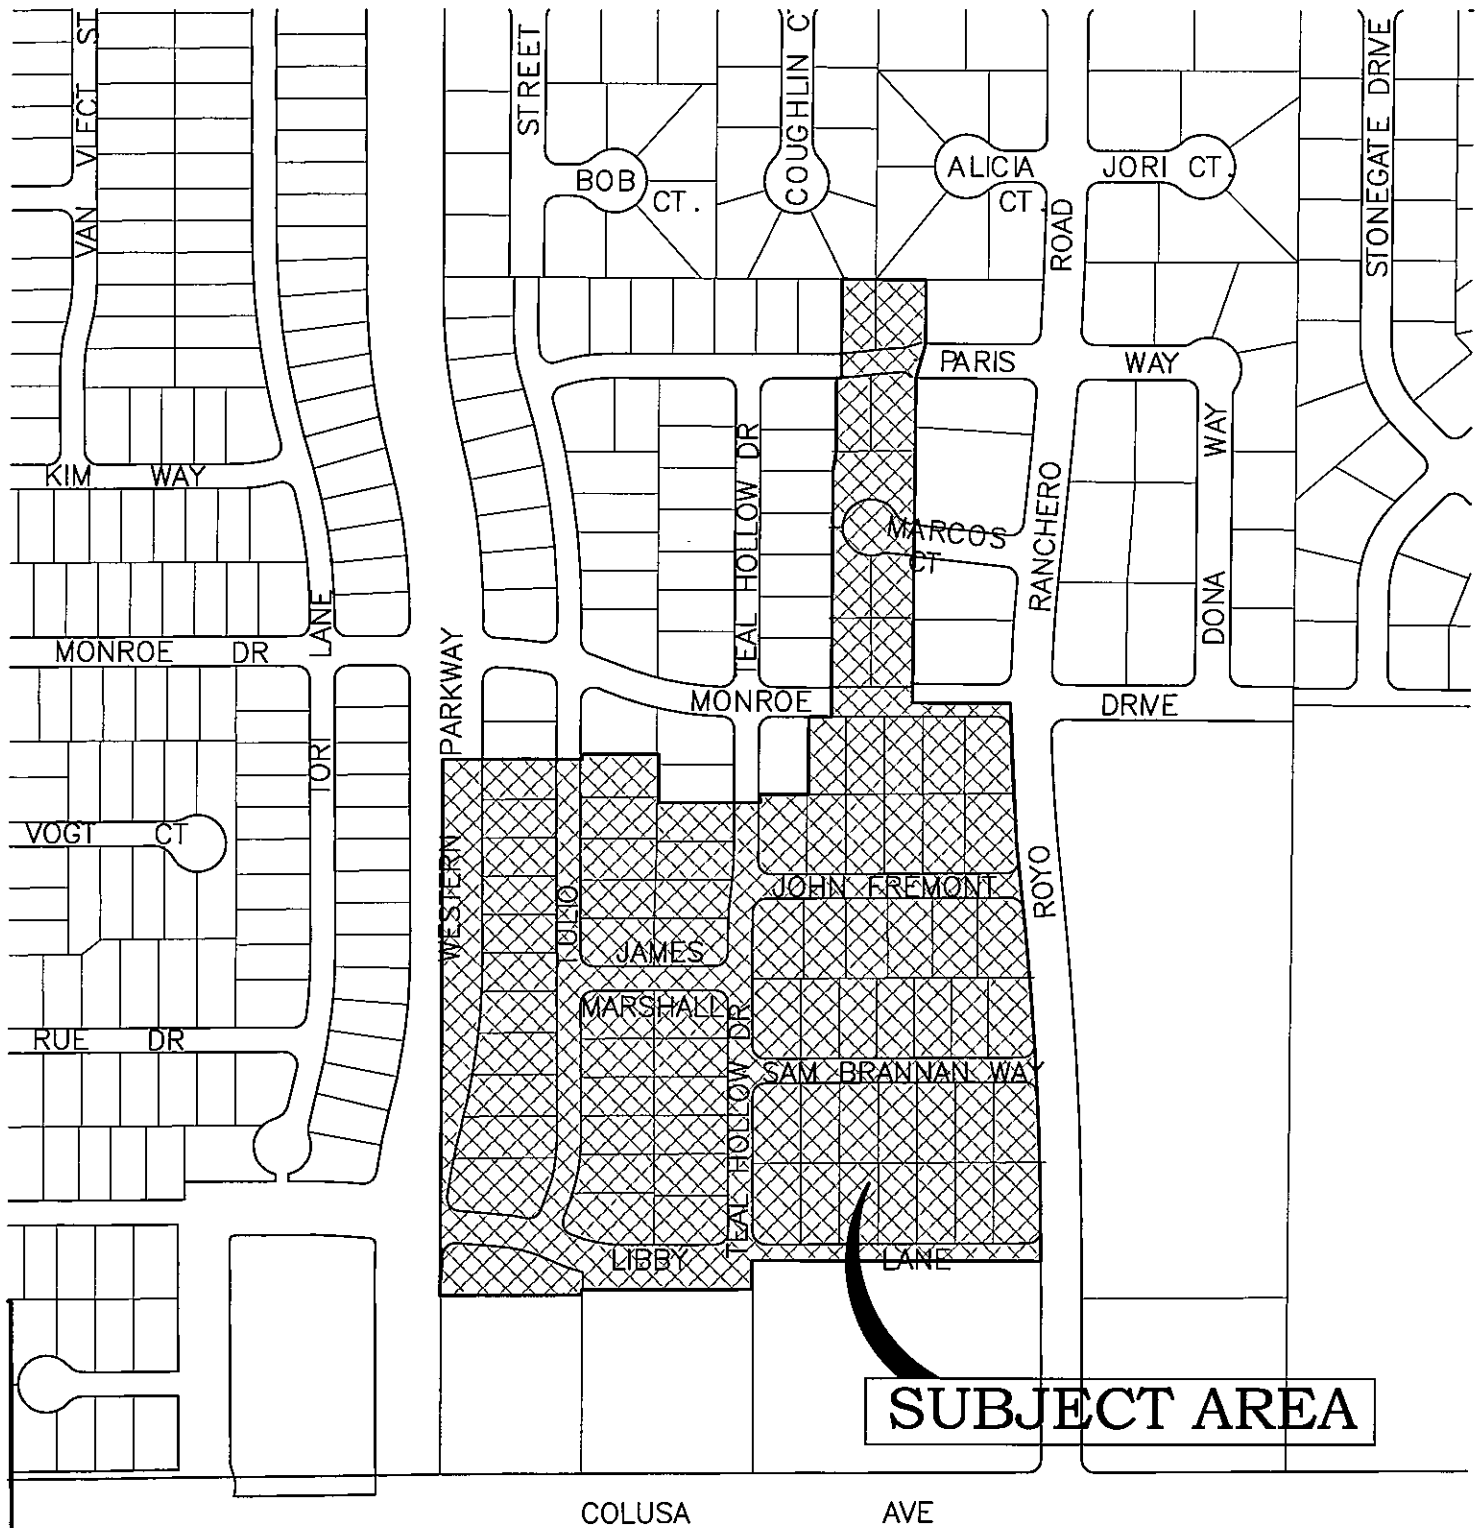 VAN VLECT ST
STREET
BOB
CT.
COUGHLIN C
ALICIA
CT.
JORI CT.
ROAD
STONEGATE DRIVE
PARIS WAY
KIM WAY
TEAL HOLLOW DR
MARCOS
CT
RANCHERO
DONA WAY
MONROE DR
LANE
TORI
PARKWAY
WESTERN
MONROE DRIVE
VOGT CT
TULIO
JOHN FREMONT
ROYO
JAMES
MARSHALL
RUE DR
SAM BRANNAN WAY
TEAL HOLLOW DR
LIBBY LANE
SUBJECT AREA
COLUSA AVE